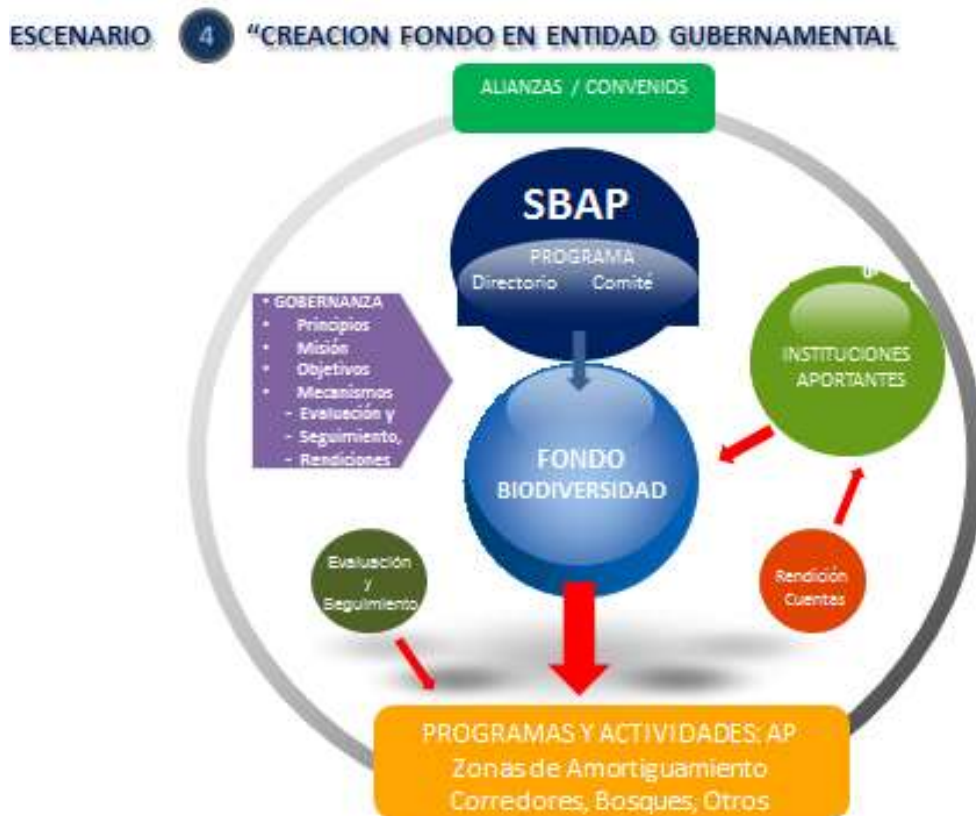 ESCENARIO 4 “CREACION FONDO EN ENTIDAD GUBERNAMENTAL
ALIANZAS / CONVENIOS
SBAP
PROGRAMA
Directorio Comité
• GOBERNANZA
• Principios
• Misión
• Objetivos
• Mecanismos
- Evaluación y
- Seguimiento,
- Rendiciones
INSTITUCIONES
APORTANTES
FONDO
BIODIVERSIDAD
Evaluación
y
Seguimiento
Rendición
Cuentas
PROGRAMAS Y ACTIVIDADES: AP
Zonas de Amortiguamiento
Corredores, Bosques; Otros